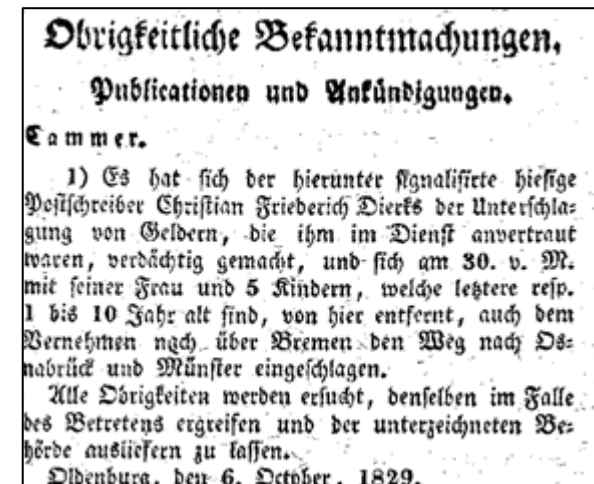 Obrigkeitliche Bekanntmachungen.
Publicationen und Ankündigungen.
Cammer.
1) Es hat sich der hierunter signalisirte hiesige
Postschreiber Christian Friederich Dierks der Unterschla=
gung von Geldern, die ihm im Dienst anvertraut
waren, verdächtig gemacht, und sich am 30. v. M.
mit seiner Frau und 5 Kindern, welche letztere resp.
1 bis 10 Jahr alt sind, von hier entfernt, auch dem
Vernehmen nach über Bremen den Weg nach Os=
nabrück und Münster eingeschlagen.
Alle Obrigkeiten werden ersucht, denselben im Falle
des Betretens ergreifen und der unterzeichneten Be=
hörde ausliefern zu lassen.
Oldenburg, den 6. October, 1829.